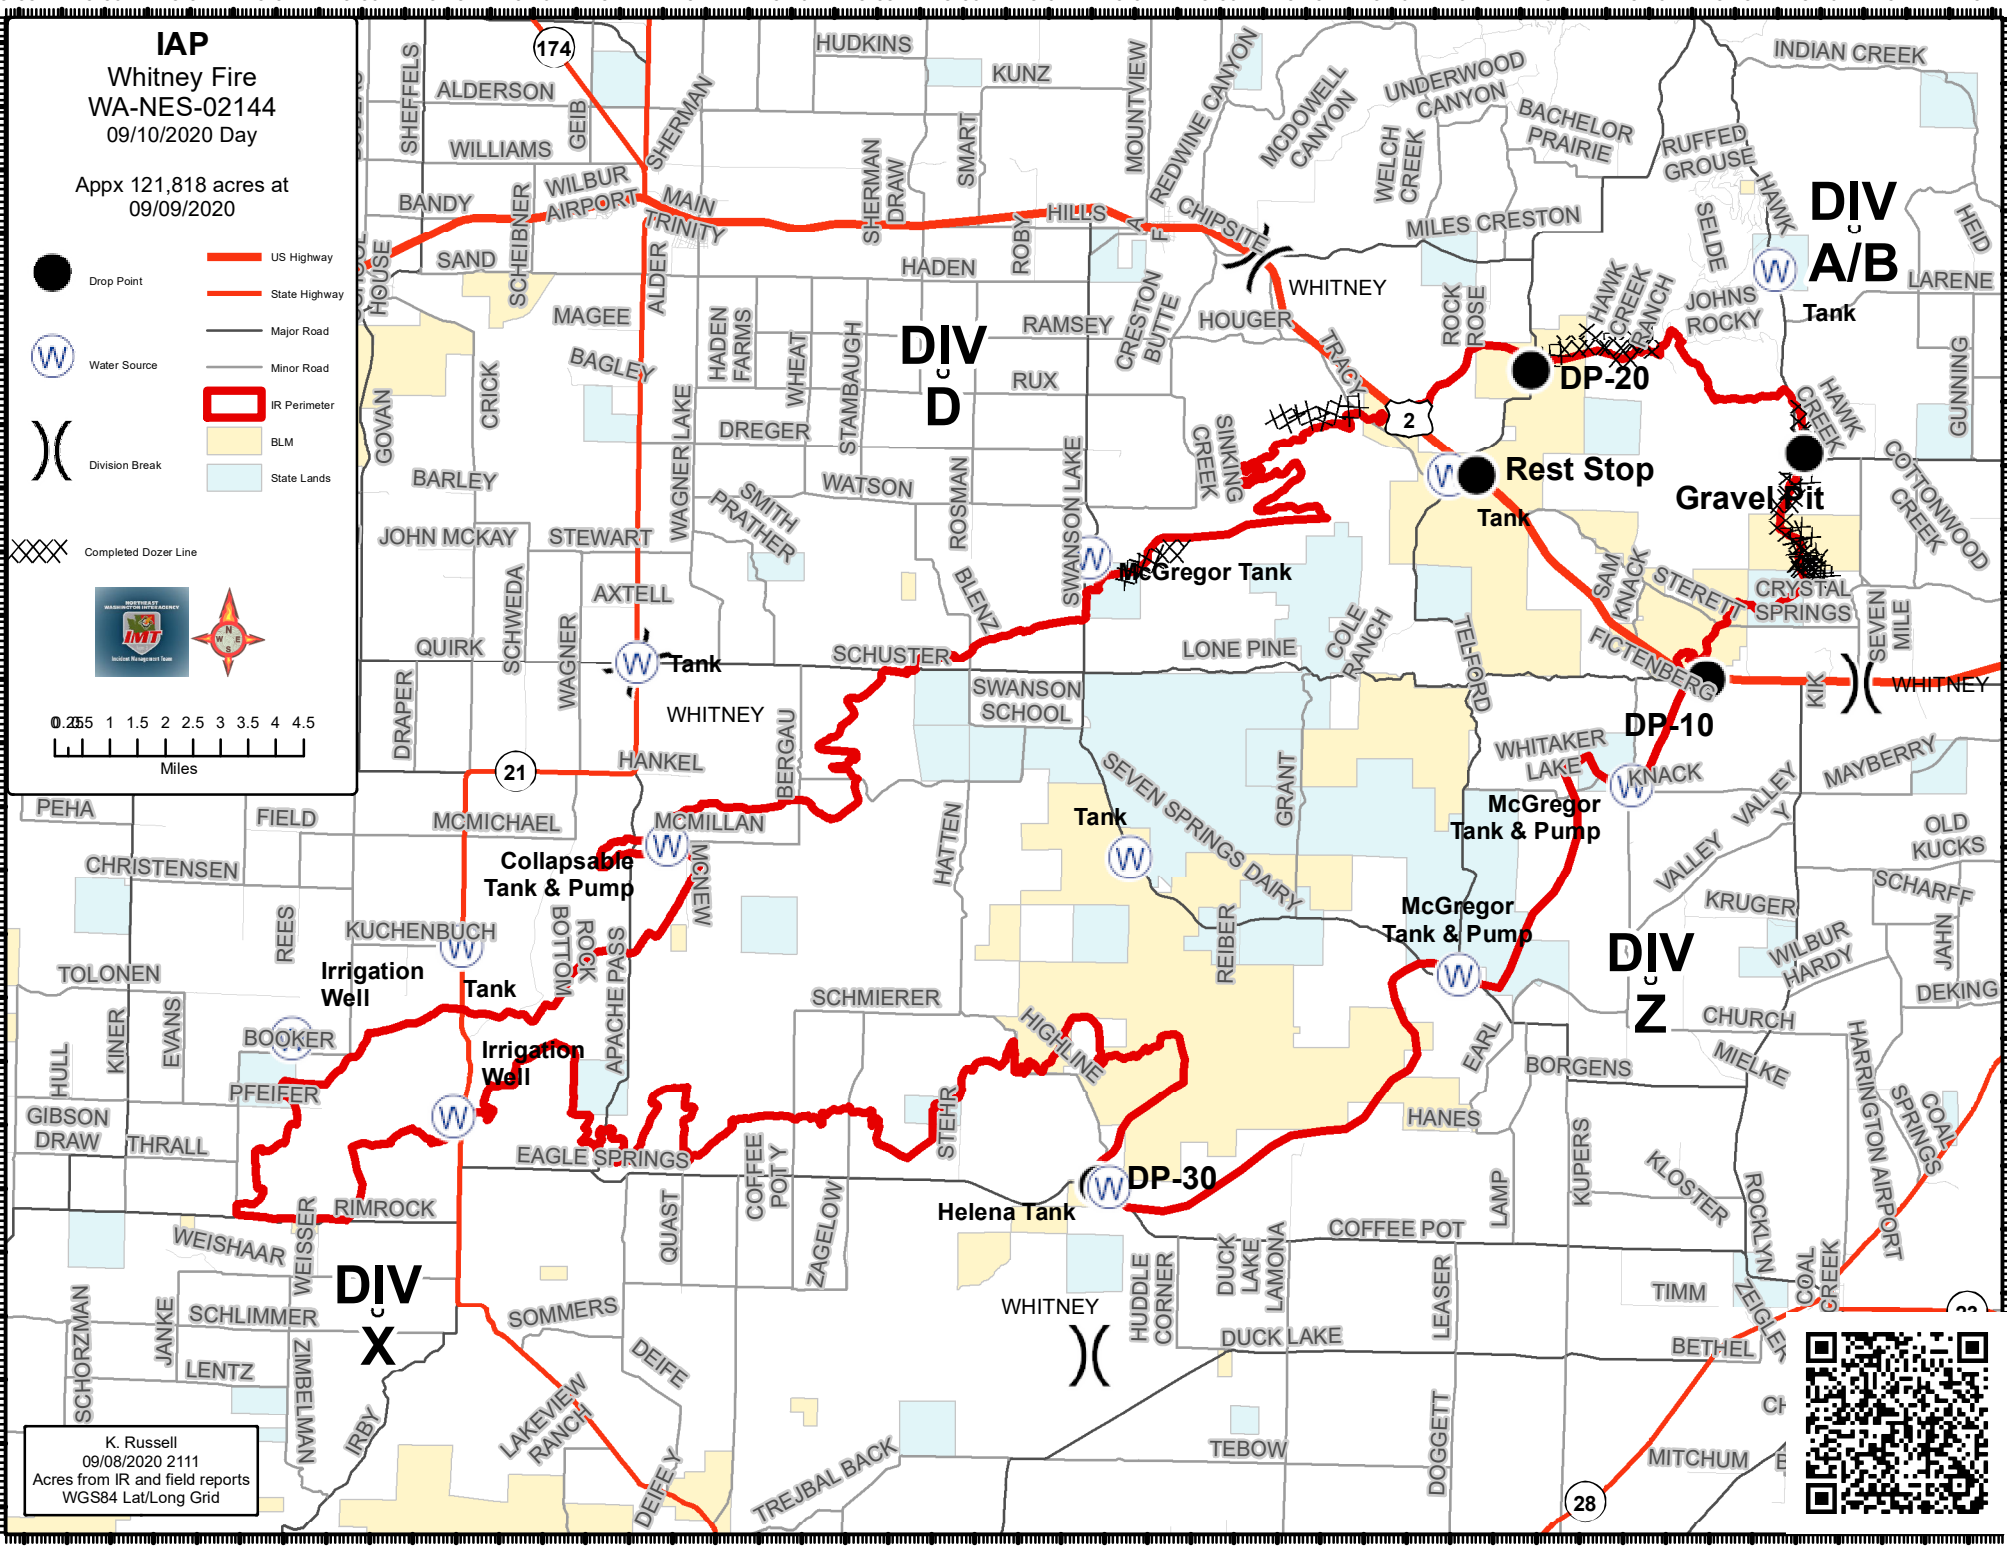 IAP
Whitney Fire
WA-NES-02144
09/10/2020 Day
Appx 121,818 acres at
09/09/2020
Drop Point
Water Source
Division Break
Completed Dozer Line
US Highway
State Highway
Major Road
Minor Road
IR Perimeter
BLM
State Lands
NORTHEAST
WASHINGTON INTERAGENCY
IMT
Incident Management Team
N
W E
S
1 1.5 2 2.5 3 3.5 4 4.5
Miles
174
HUDKINS
KUNZ
MOUNTVIEW
REDWINE CANYON
MCDOWELL
CANYON
UNDERWOOD
CANYON
INDIAN CREEK
SHEFFELS
ALDERSON
GEIB
SHERMAN
WILLIAMS
SMART
SHERMAN
DRAW
WELCH
CREEK
BACHELOR
PRAIRIE
RUFFED
GROUSE
HAWK
DIV
A/B
BANDY
SCHEIBNER
WILBUR
AIRPORT
MAIN
TRINITY
HILLS
A
F
CHIPSITE
MILES CRESTON
SELDE
HEID
HOUSE
SAND
ALDER
HADEN
ROBY
WHITNEY
W
Tank
LARENE
MAGEE
BAGLEY
HADEN
FARMS
WHEAT
STAMBAUGH
DIV
D
RAMSEY
RUX
CRESTON
BUTTE
HOUGER
TRACY
ROCK
ROSE
HAWK
CREEK
RANCH
JOHNS
ROCKY
GUNNING
GOVAN
CRICK
WAGNER LAKE
DREGER
2
DP-20
HAWK
CREEK
BARLEY
SMITH
PRATHER
WATSON
ROSMAN
SWANSON LAKE
SINKING
CREEK
W
Rest Stop
Tank
Gravel Pit
COTTONWOOD
CREEK
JOHN MCKAY
STEWART
SCHWEDA
AXTELL
WAGNER
BLENZ
W
McGregor Tank
SAM
KNACK
STERETT
CRYSTAL
SPRINGS
SEVEN
MILE
QUIRK
W
Tank
SCHUSTER
LONE PINE
COLE
RANCH
TELFORD
FICTENBERG
KIK
WHITNEY
DRAPER
WHITNEY
BERGAU
SWANSON
SCHOOL
DP-10
21
HANKEL
SEVEN SPRINGS DAIRY
GRANT
WHITAKER
LAKE
KNACK
W
MAYBERRY
VALLEY
Y
PEHA
FIELD
MCMICHAEL
MCMILLAN
HATTEN
Tank
W
McGregor
Tank & Pump
OLD
KUCKS
CHRISTENSEN
Collapsable
Tank & Pump
W
MCNEW
VALLEY
SCHARFF
REES
KUCHENBUCH
W
ROCK
BOTTOM
APACHE PASS
REIBER
McGregor
Tank & Pump
W
KRUGER
DIV
Z
WILBUR
HARDY
JAHN
TOLONEN
Irrigation
Well
Tank
SCHMIERER
DEKING
HULL
KINER
EVANS
BOOKER
W
Irrigation
Well
HIGHLINE
EARL
CHURCH
MIELKE
HARRINGTON AIRPORT
PFEIFER
BORGENS
GIBSON
DRAW
THRALL
W
STEHR
HANES
COAL
SPRINGS
EAGLE SPRINGS
COFFEE
POT Y
KUPERS
KLOSTER
ROCKLYN
RIMROCK
QUAST
ZAGELOW
W
DP-30
Helena Tank
LAMP
WEISHAAR
WEISSER
DIV
X
COFFEE POT
HUDDLE
CORNER
DUCK
LAKE
LAMONA
LEASER
COAL
CREEK
TIMM
ZEIGLER
SCHORZMAN
JANKE
SCHLIMMER
SOMMERS
WHITNEY
DUCK LAKE
BETHEL
LENTZ
ZIMBELMAN
IRBY
DEIFE
LAKEVIEW
RANCH
DOGGETT
K. Russell
09/08/2020 2111
Acres from IR and field reports
WGS84 Lat/Long Grid
DEIFE Y
TREJBAL BACK
TEBOW
MITCHUM
28